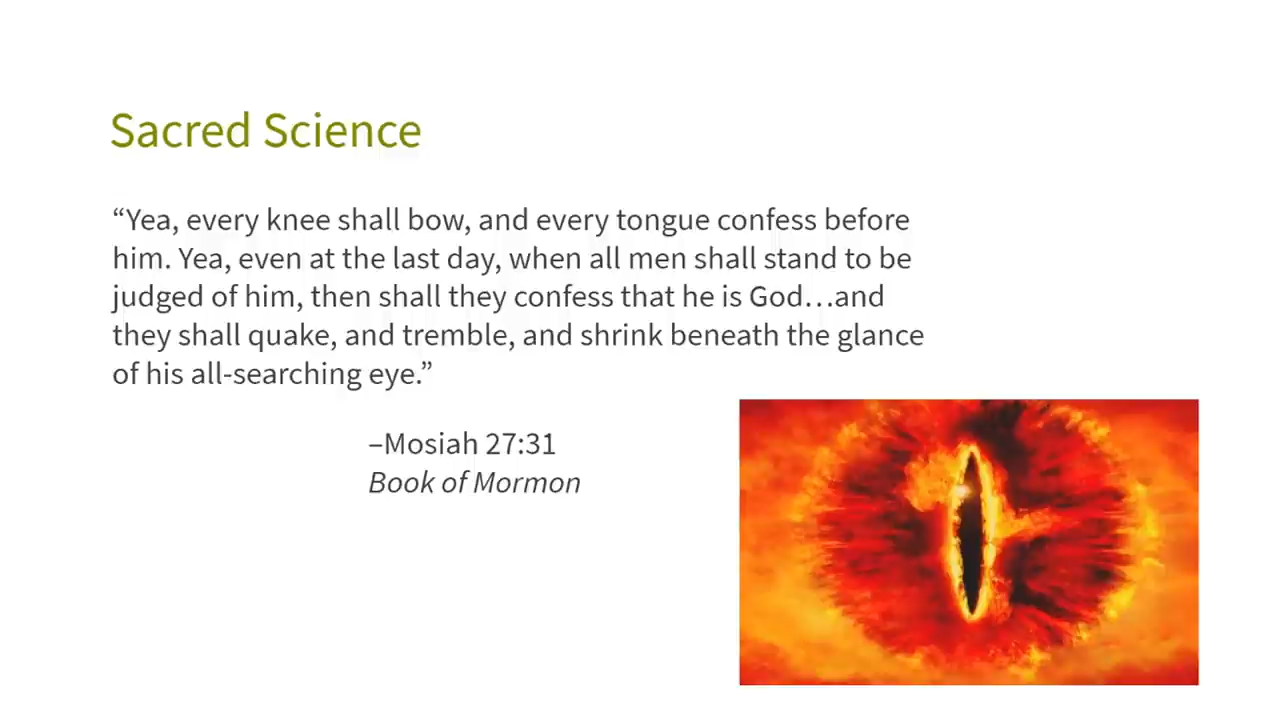 Sacred Science
“Yea, every knee shall bow, and every tongue confess before
him. Yea, even at the last day, when all men shall stand to be
judged of him, then shall they confess that he is God…and
they shall quake, and tremble, and shrink beneath the glance
of his all-searching eye.”
–Mosiah 27:31
Book of Mormon